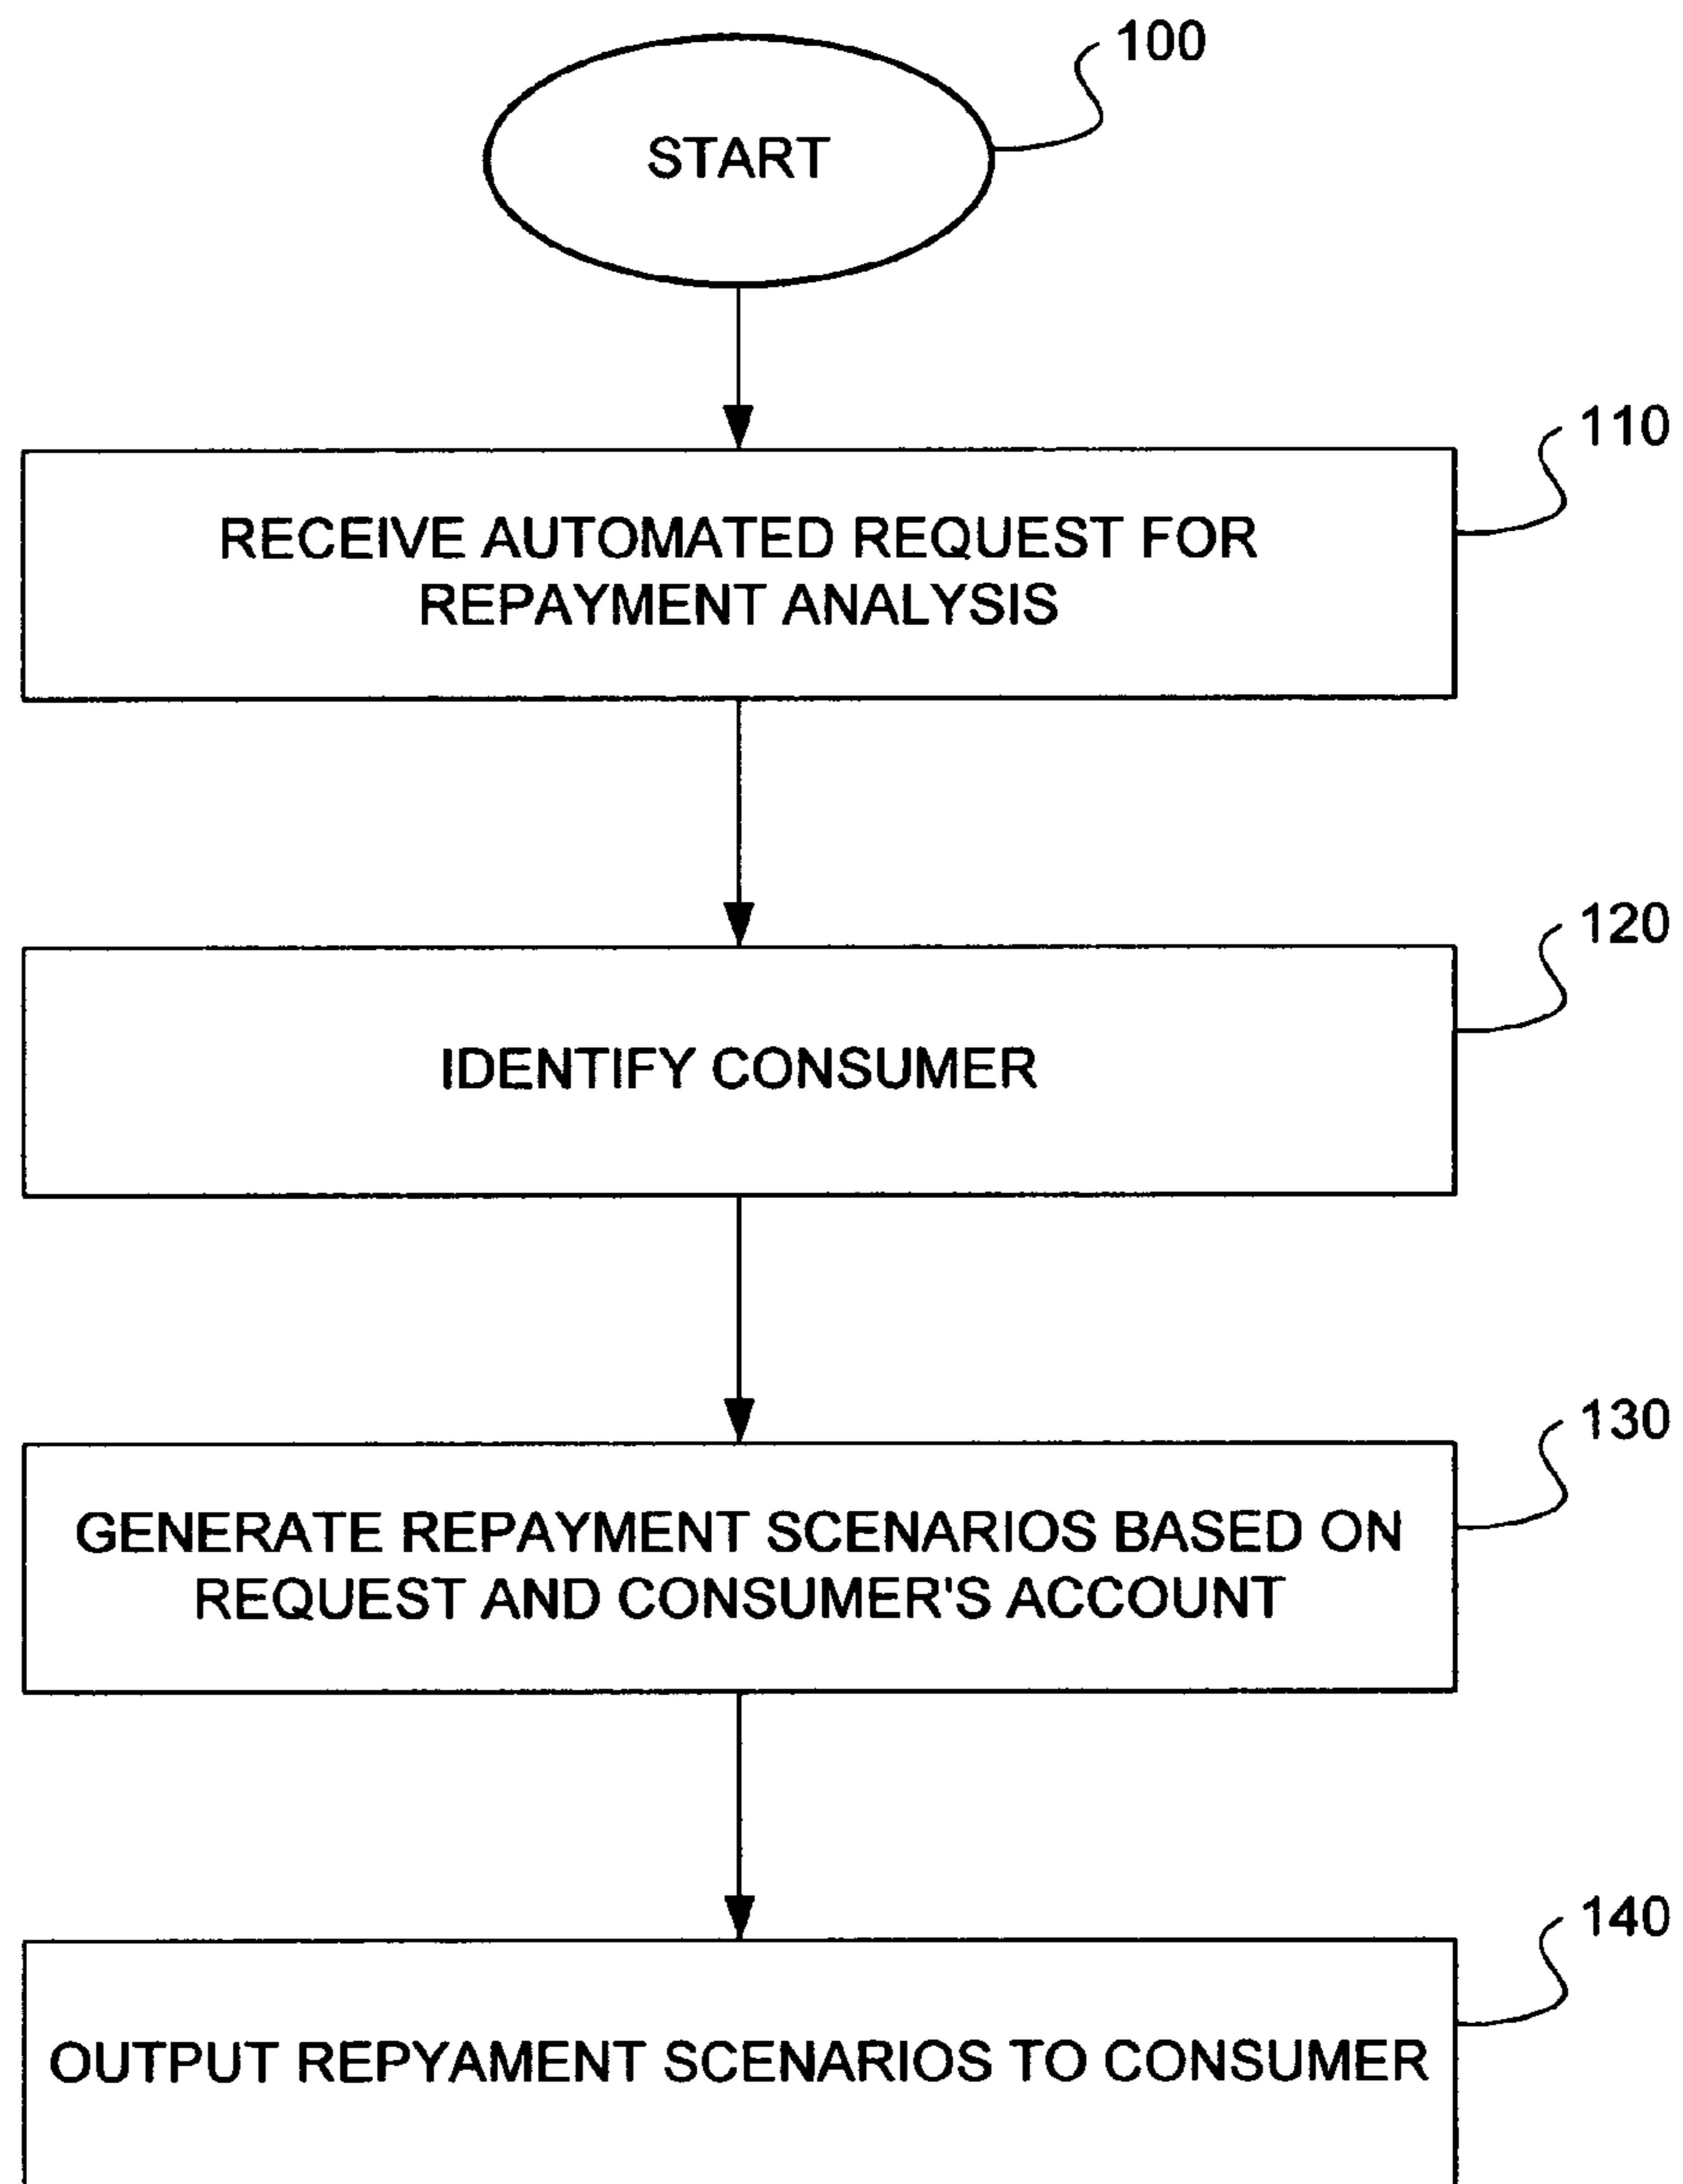 100
START
110
RECEIVE AUTOMATED REQUEST FOR
REPAYMENT ANALYSIS
120
IDENTIFY CONSUMER
130
GENERATE REPAYMENT SCENARIOS BASED ON
REQUEST AND CONSUMER'S ACCOUNT
140
OUTPUT REPYAMENT SCENARIOS TO CONSUMER